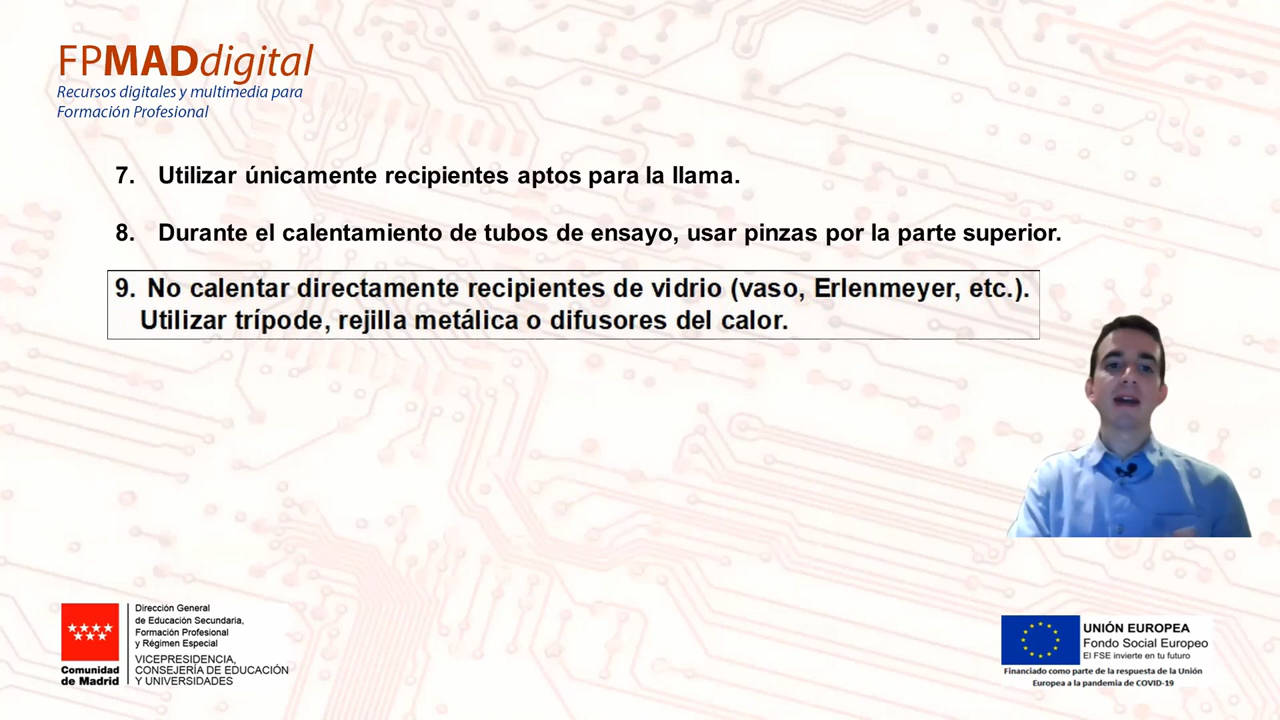 FPMADdigital
Recursos digitales y multimedia para
Formación Profesional
7. Utilizar únicamente recipientes aptos para la llama.
8. Durante el calentamiento de tubos de ensayo, usar pinzas por la parte superior.
9. No calentar directamente recipientes de vidrio (vaso, Erlenmeyer, etc.).
Utilizar trípode, rejilla metálica o difusores del calor.
Comunidad
de Madrid
Dirección General
de Educación Secundaria,
Formación Profesional
y Régimen Especial
VICEPRESIDENCIA,
CONSEJERÍA DE EDUCACIÓN
Y UNIVERSIDADES
UNIÓN EUROPEA
Fondo Social Europeo
El FSE invierte en tu futuro
Financiado como parte de la respuesta de la Unión
Europea a la pandemia de COVID-19